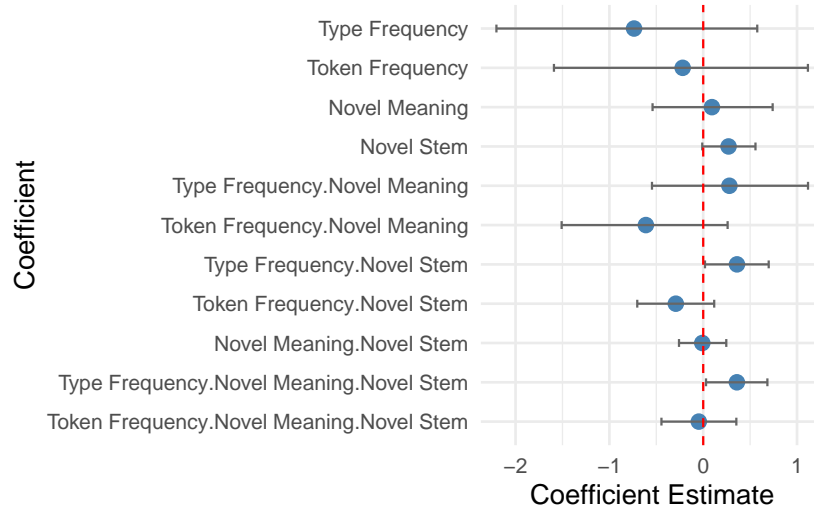 Type Frequency
Token Frequency
Novel Meaning
Novel Stem
Type Frequency.Novel Meaning
Token Frequency.Novel Meaning
Type Frequency.Novel Stem
Token Frequency.Novel Stem
Novel Meaning.Novel Stem
Type Frequency.Novel Meaning.Novel Stem
Token Frequency.Novel Meaning.Novel Stem
Coefficient
−2 −1 0 1
Coefficient Estimate